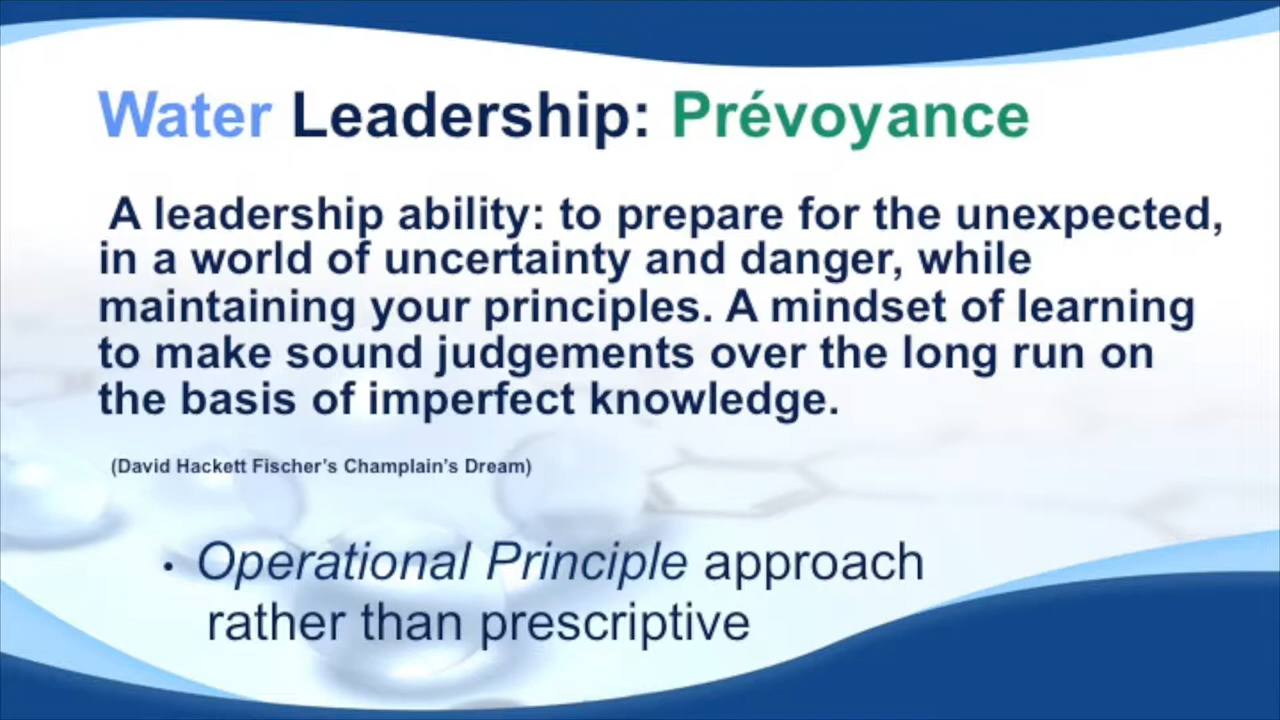 Water Leadership: Prévoyance
A leadership ability: to prepare for the unexpected,
in a world of uncertainty and danger, while
maintaining your principles. A mindset of learning
to make sound judgements over the long run on
the basis of imperfect knowledge.
(David Hackett Fischer’s Champlain’s Dream)
• Operational Principle approach
rather than prescriptive